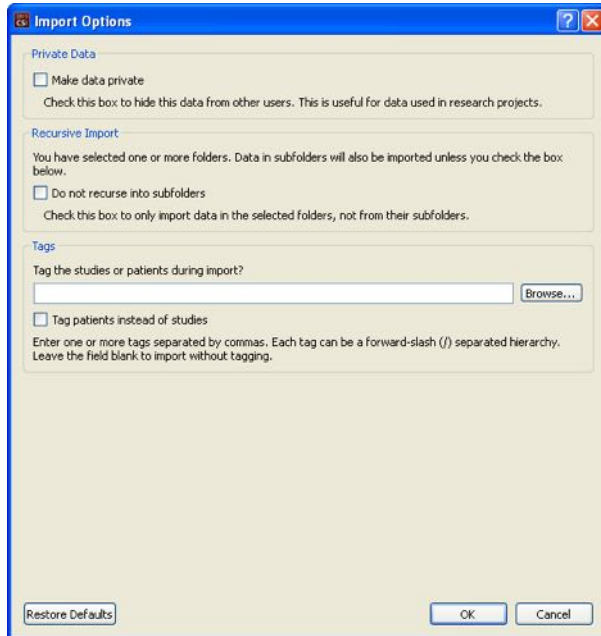 Import Options
Private Data
Make data private
Check this box to hide this data from other users. This is useful for data used in research projects.
Recursive Import
You have selected one or more folders. Data in subfolders will also be imported unless you check the box
below.
Do not recurse into subfolders
Check this box to only import data in the selected folders, not from their subfolders.
Tags
Tag the studies or patients during import?
Browse...
Tag patients instead of studies
Enter one or more tags separated by commas. Each tag can be a forward-slash (/) separated hierarchy.
Leave the field blank to import without tagging.
Restore Defaults
OK
Cancel